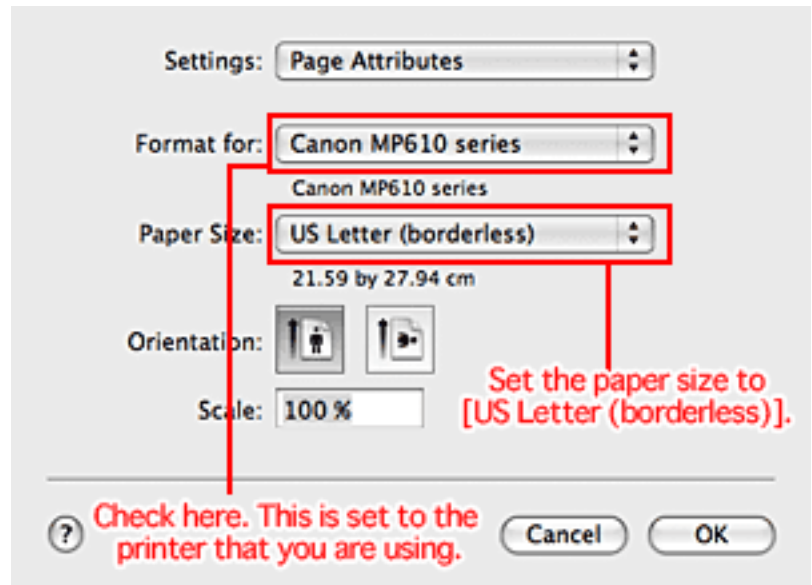 Settings: Page Attributes
Format for: Canon MP610 series
Canon MP610 series
Paper Size: US Letter (borderless)
21.59 by 27.94 cm
Orientation:
Set the paper size to
[US Letter (borderless)].
Scale: 100 %
Check here. This is set to the
printer that you are using.
? Cancel OK